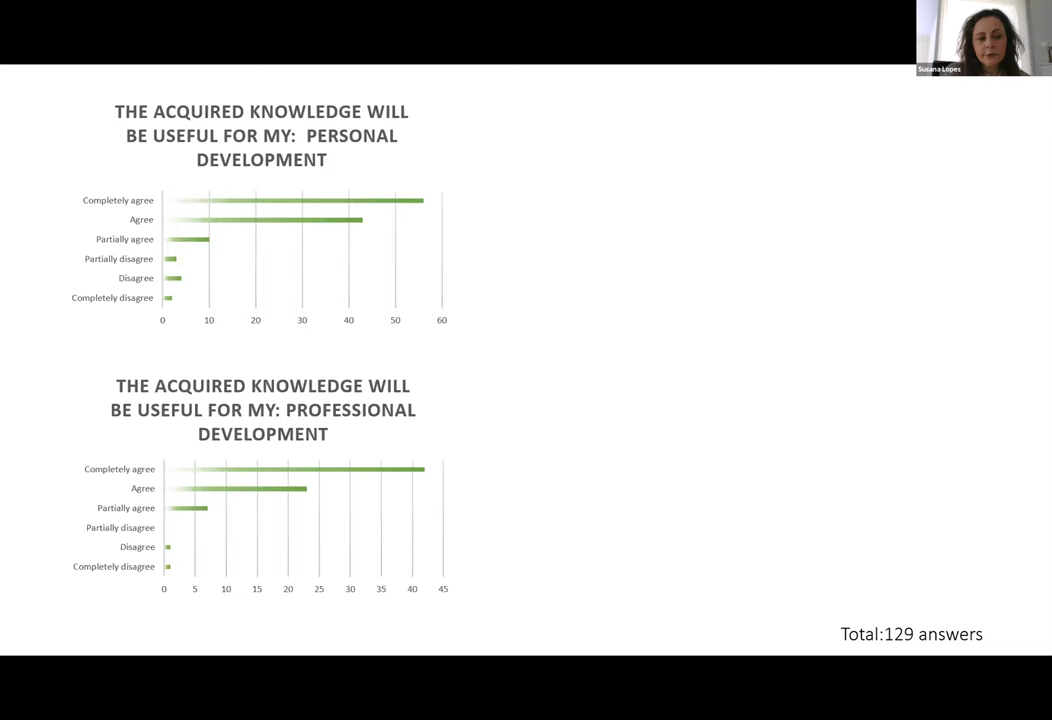 Susana Lopes
THE ACQUIRED KNOWLEDGE WILL
BE USEFUL FOR MY: PERSONAL
DEVELOPMENT
Completely agree
Agree
Partially agree
Partially disagree
Disagree
Completely disagree
0 10 20 30 40 50 60
THE ACQUIRED KNOWLEDGE WILL
BE USEFUL FOR MY: PROFESSIONAL
DEVELOPMENT
Completely agree
Agree
Partially agree
Partially disagree
Disagree
Completely disagree
0 5 10 15 20 25 30 35 40 45
Total:129 answers